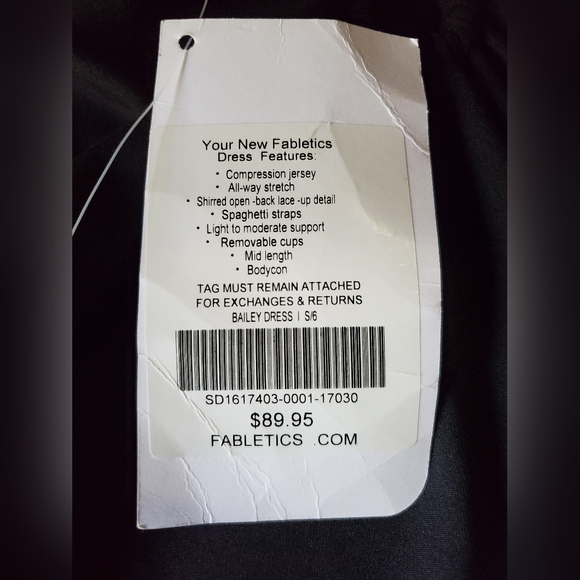 Your New Fabletics
Dress Features:
• Compression jersey
• All-way stretch
• Shirred open -back lace -up detail
• Spaghetti straps
• Light to moderate support
• Removable cups
• Mid length
• Bodycon
TAG MUST REMAIN ATTACHED
FOR EXCHANGES & RETURNS
BAILEY DRESS | S/6
SD1617403-0001-17030
$89.95
FABLETICS .COM